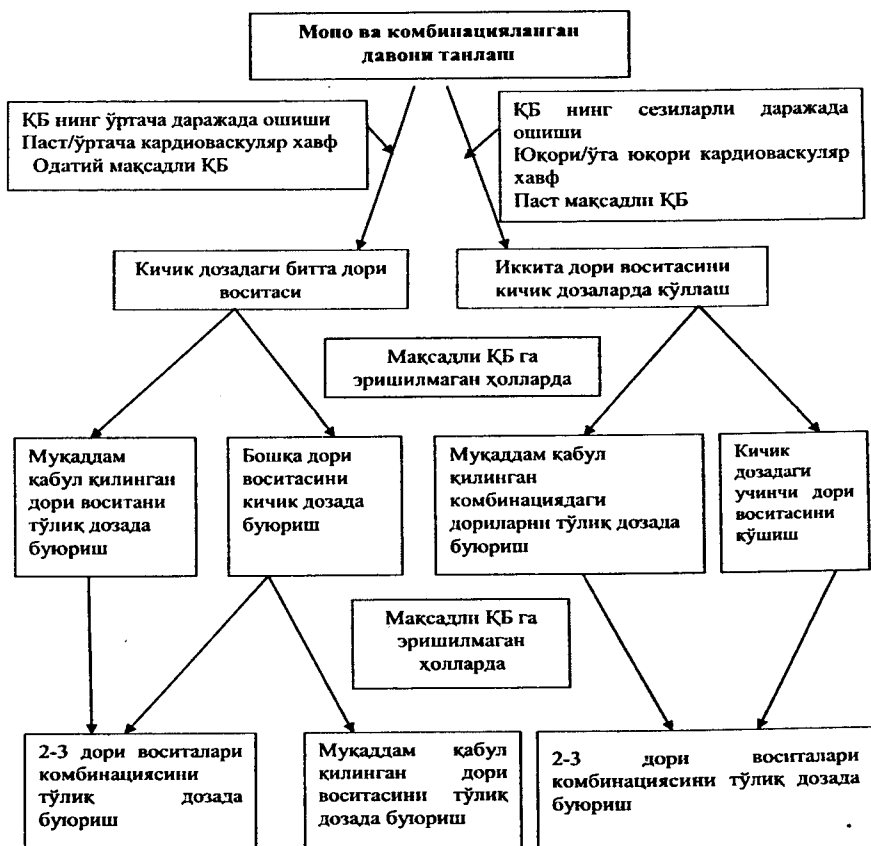 Моно ва комбинацияланган
давони танлаш
ҚБ нинг ўртача даражада ошиши
Паст/ўртача кардиоваскуляр хавф
Одатий мақсадли ҚБ
ҚБ нинг сезиларли даражада
ошиши
Юқори/ўта юқори кардиоваскуляр
хавф
Паст мақсадли ҚБ
Кичик дозадаги битта дори
воситаси
Иккита дори воситасини
кичик дозаларда қўллаш
Мақсадли ҚБ га
эришилмаган ҳолларда
Муқаддам
қабул қилинган
дори воситани
тўлиқ дозада
буюриш
Бошқа дори
воситасини
кичик дозада
буюриш
Муқаддам қабул
қилинган
комбинациядаги
дориларни тўлиқ дозада
буюриш
Кичик
дозадаги
учинчи дори
воситасини
қўшиш
Мақсадли ҚБ га
эришилмаган
ҳолларда
2-3 дори воситалари
комбинациясини
тўлиқ дозада
буюриш
Муқаддам қабул
қилинган дори
воситасини тўлиқ
дозада буюриш
2-3 дори воситалари
комбинациясини тўлиқ дозада
буюриш